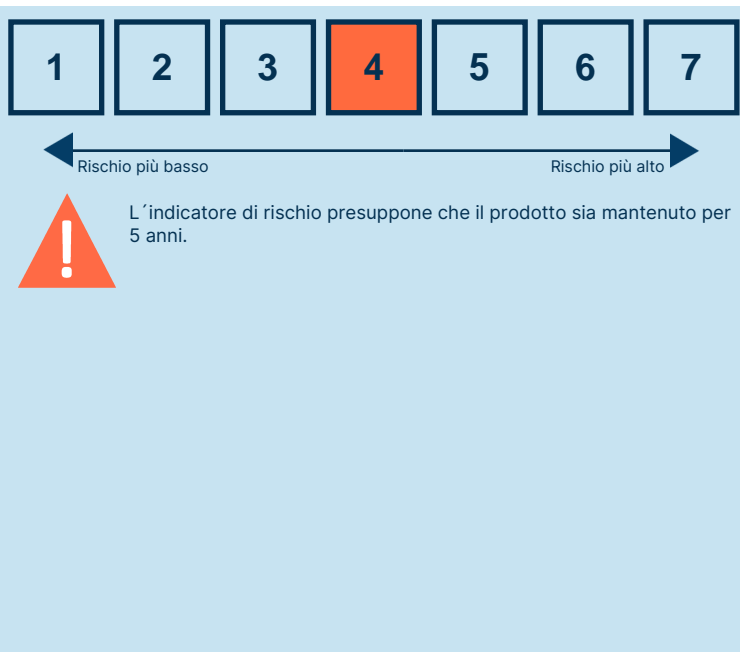 1 2 3 4 5 6 7
Rischio più basso Rischio più alto
L´indicatore di rischio presuppone che il prodotto sia mantenuto per
5 anni.